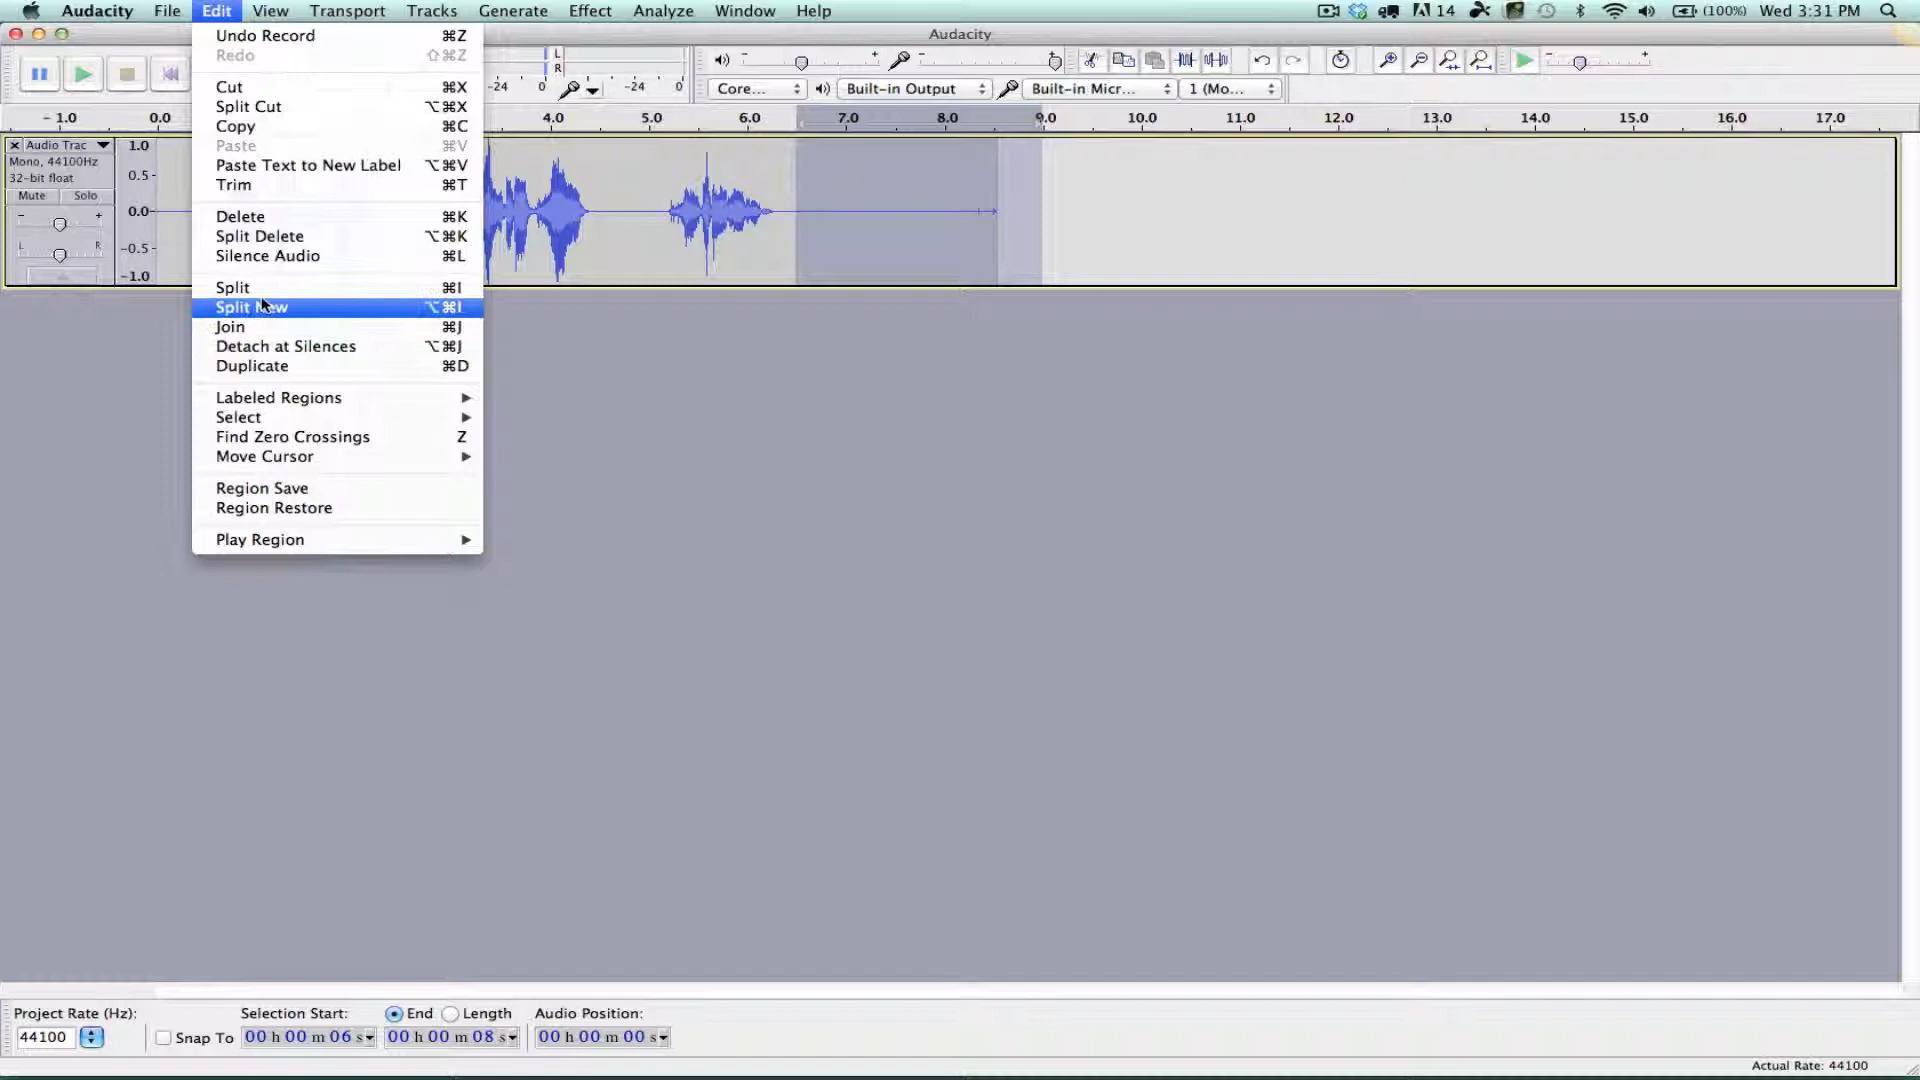 Audacity File Edit View Transport Tracks Generate Effect Analyze Window Help 14 (100%) Wed 3:31 PM
Audacity
L
R
-24 0 -24 0
Core... Built-in Output Built-in Micr... 1 (Mo...
- 1.0 0.0 4.0 5.0 6.0 7.0 8.0 9.0 10.0 11.0 12.0 13.0 14.0 15.0 16.0 17.0
Audio Trac
Mono, 44100Hz
32-bit float
Mute Solo
- +
L R
1.0
0.5
0.0
-0.5
-1.0
Undo Record ⌘Z
Redo ⇧⌘Z
Cut ⌘X
Split Cut ⌥⌘X
Copy ⌘C
Paste ⌘V
Paste Text to New Label ⌥⌘V
Trim ⌘T
Delete ⌘K
Split Delete ⌥⌘K
Silence Audio ⌘L
Split ⌘I
Split New ⌥⌘I
Join ⌘J
Detach at Silences ⌥⌘J
Duplicate ⌘D
Labeled Regions
Select
Find Zero Crossings Z
Move Cursor
Region Save
Region Restore
Play Region
Project Rate (Hz): Selection Start: End Length Audio Position:
44100 Snap To 00 h 00 m 06 s 00 h 00 m 08 s 00 h 00 m 00 s
Actual Rate: 44100